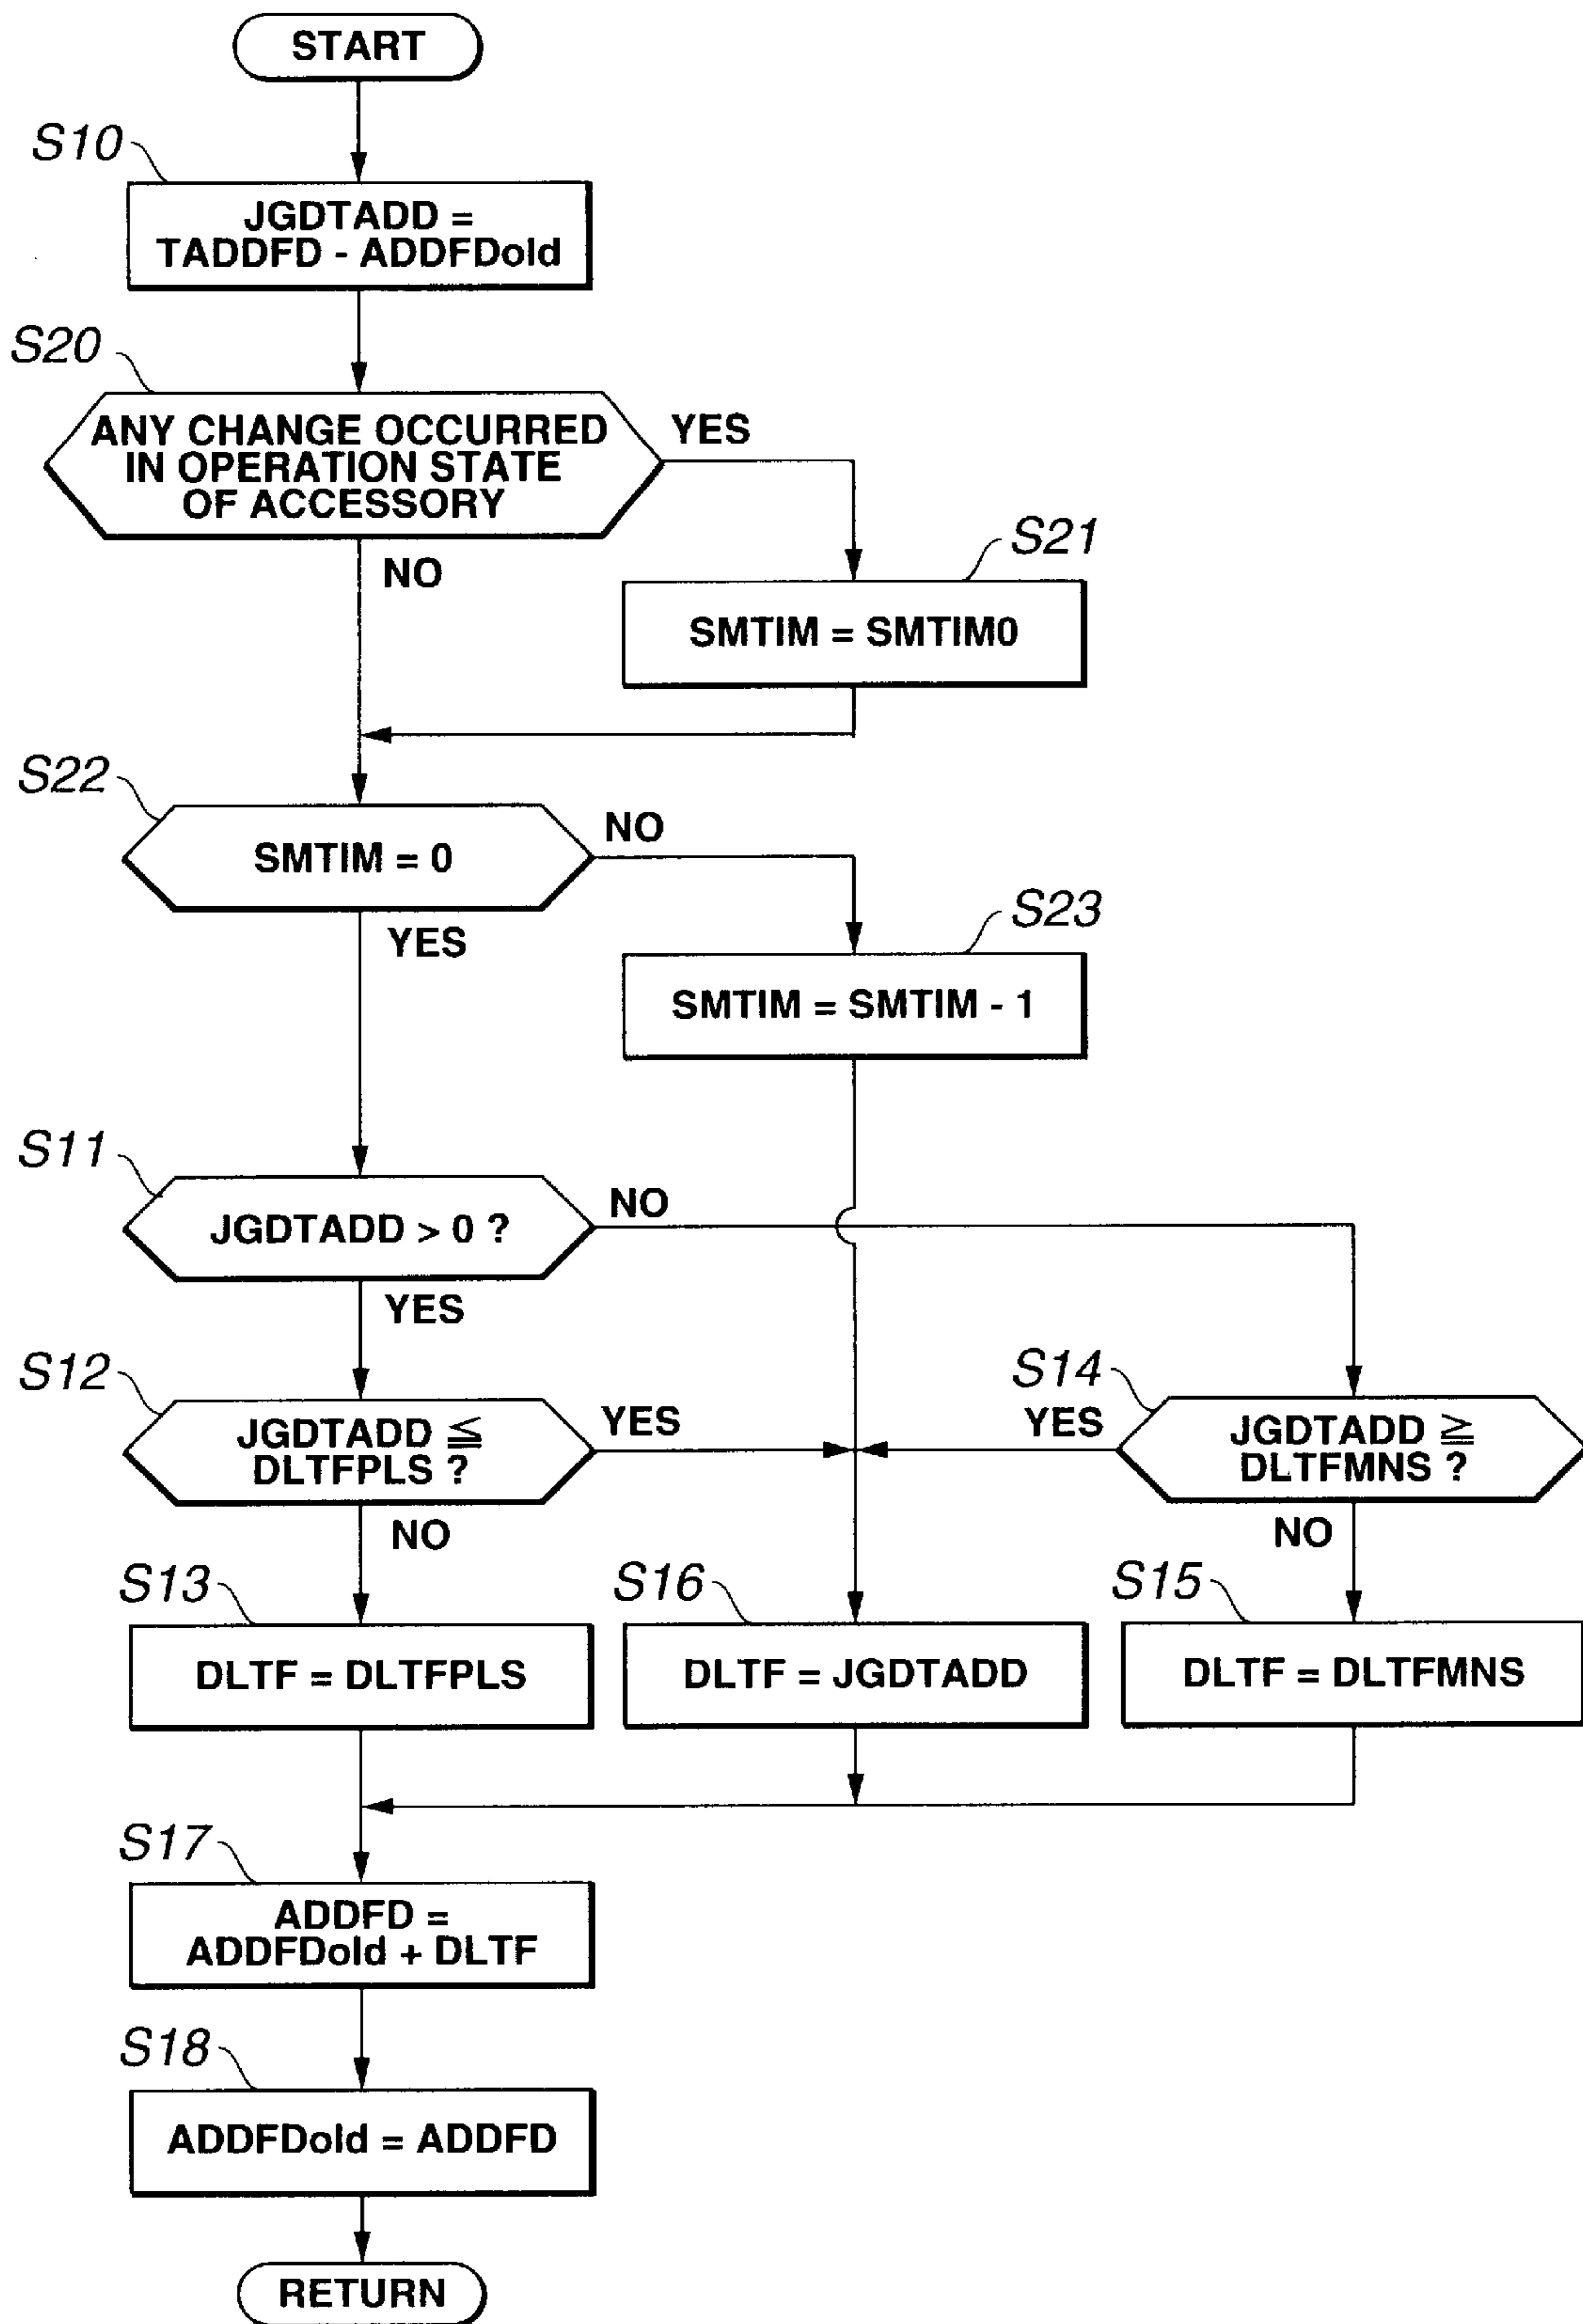 START
S10
JGDTADD =
TADDFD - ADDFDold
S20
ANY CHANGE OCCURRED
IN OPERATION STATE
OF ACCESSORY
YES
NO
S21
SMTIM = SMTIM0
S22
SMTIM = 0
NO
YES
S23
SMTIM = SMTIM - 1
S11
JGDTADD > 0 ?
NO
YES
S12
JGDTADD ≦
DLTFPLS ?
YES
NO
S14
JGDTADD ≧
DLTFMNS ?
YES
NO
S13
DLTF = DLTFPLS
S16
DLTF = JGDTADD
S15
DLTF = DLTFMNS
S17
ADDFD =
ADDFDold + DLTF
S18
ADDFDold = ADDFD
RETURN